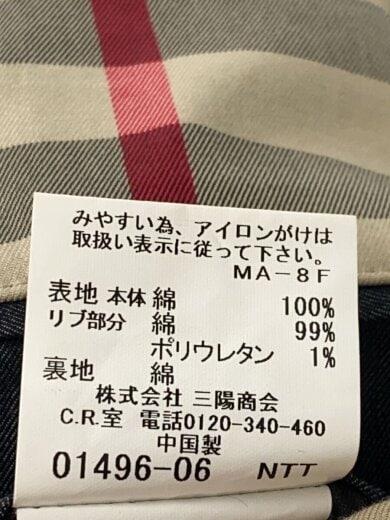 みやすい為、アイロンがけは
取扱い表示に従って下さい。
MA-8F
表地 本体 綿 100%
リブ部分 綿 99%
ポリウレタン 1%
裏地 綿
株式会社 三陽商会
C.R.室 電話0120-340-460
中国製
01496-06 NTT